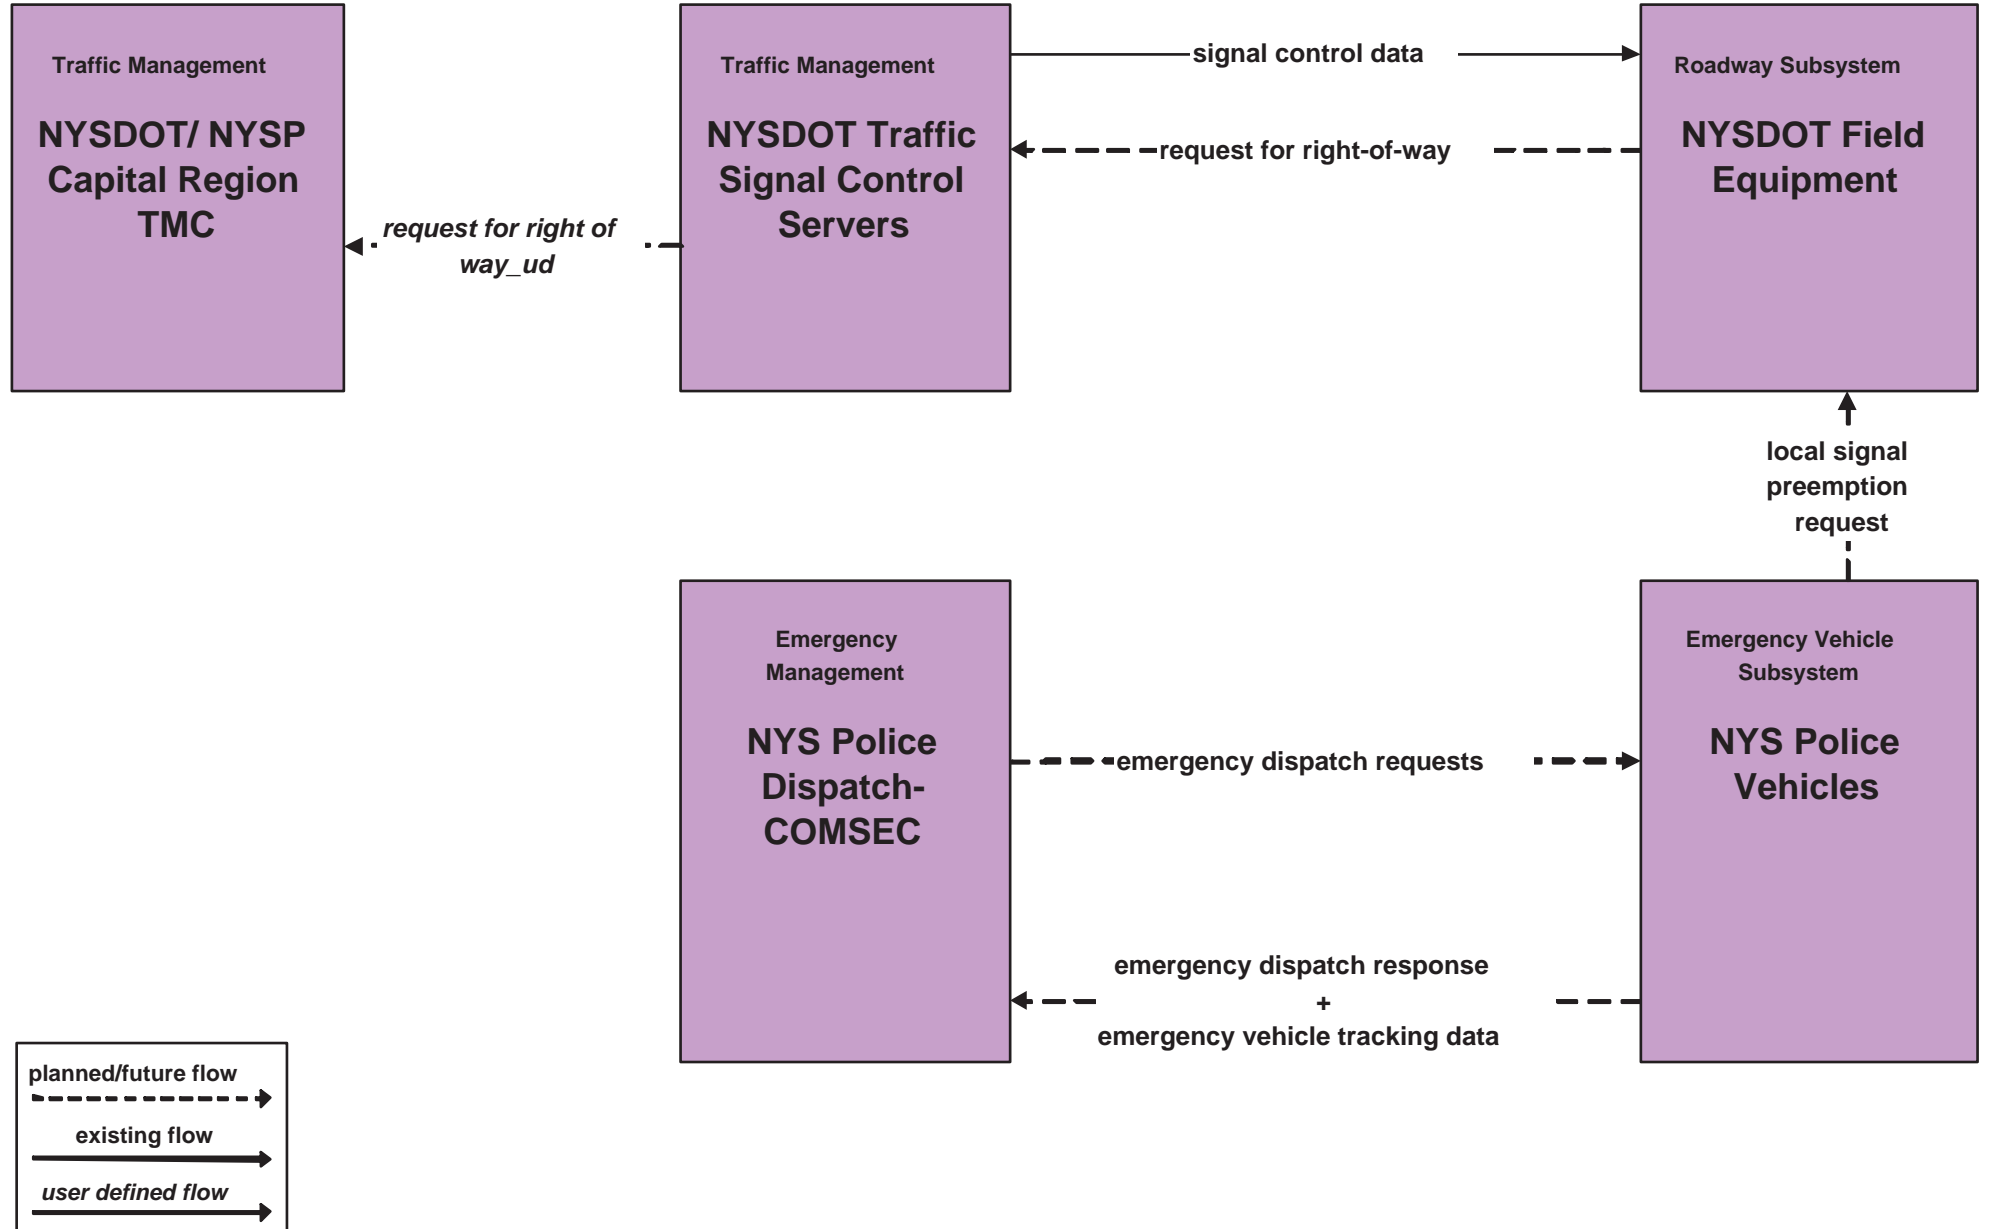 Traffic Management
NYSDOT/ NYSP
Capital Region
TMC
request for right of
way_ud
Traffic Management
NYSDOT Traffic
Signal Control
Servers
signal control data
request for right-of-way
Roadway Subsystem
NYSDOT Field
Equipment
local signal
preemption
request
Emergency
Management
NYS Police
Dispatch-
COMSEC
emergency dispatch requests
emergency dispatch response
+
emergency vehicle tracking data
Emergency Vehicle
Subsystem
NYS Police
Vehicles
planned/future flow
existing flow
user defined flow